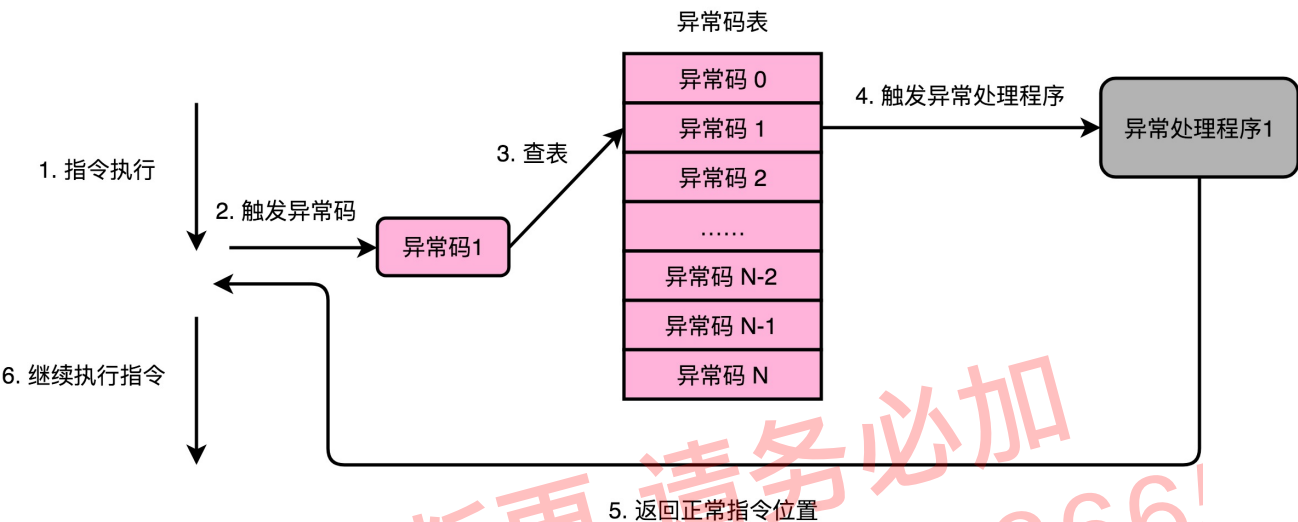 异常码表
异常码 0
4. 触发异常处理程序
异常码 1
异常处理程序1
3. 查表
1. 指令执行
异常码 2
2. 触发异常码
……
异常码1
异常码 N-2
异常码 N-1
6. 继续执行指令
异常码 N
请务必加
5. 返回正常指令位置